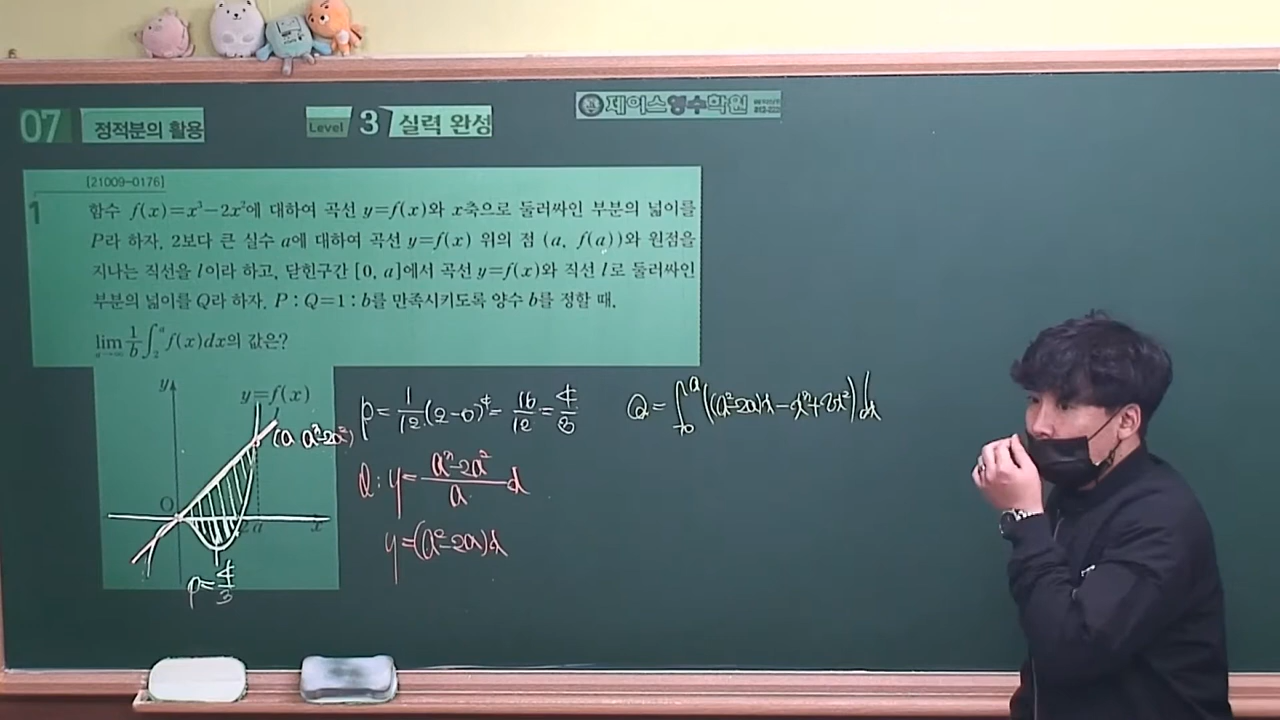 07 정적분의 활용 Level 3 실력 완성
제이스영수학원
[21009-0176]
1 함수 f(x)=x³-2x²에 대하여 곡선 y=f(x)와 x축으로 둘러싸인 부분의 넓이를
P라 하자. 2보다 큰 실수 a에 대하여 곡선 y=f(x) 위의 점 (a, f(a))와 원점을
지나는 직선을 l이라 하고, 닫힌구간 [0, a]에서 곡선 y=f(x)와 직선 l로 둘러싸인
부분의 넓이를 Q라 하자. P : Q=1 : b를 만족시키도록 양수 b를 정할 때,
lim a→∞ 1/b ∫₂ᵃ f(x)dx의 값은?
y
y=f(x)
l
(a, a³-2a²)
O
2
a
x
P=4/3
P=1/12(2-0)⁴=16/12=4/3
Q: y=(a³-2a²)/a x
y=(a²-2a)x
Q=∫₀ᵃ((a²-2a)x-x³+2x²)dx